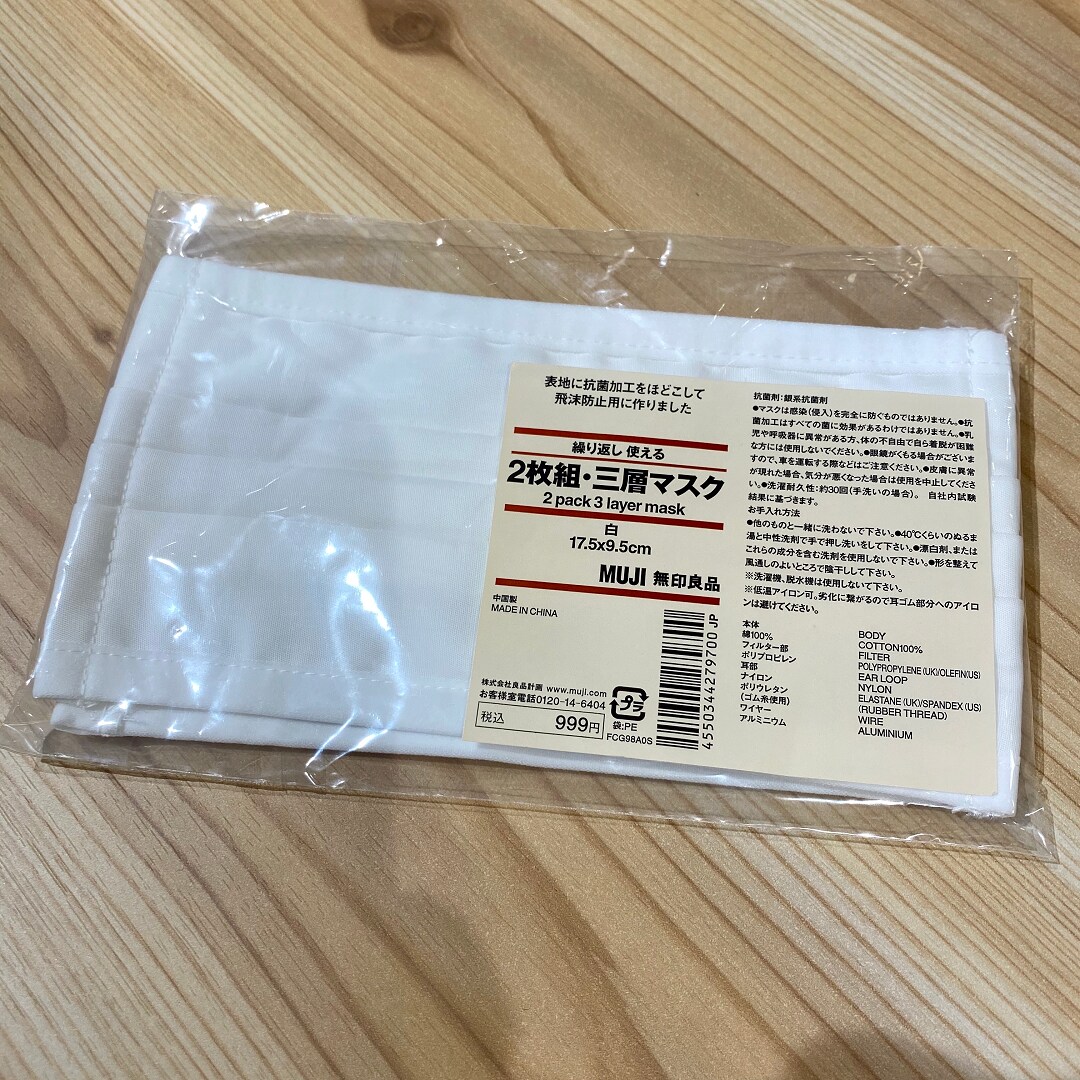 表地に抗菌加工をほどこして
飛沫防止用に作りました
繰り返し 使える
2枚組・三層マスク
2 pack 3 layer mask
白
17.5x9.5cm
MUJI 無印良品
中国製
MADE IN CHINA
株式会社良品計画 www.muji.com
お客様室電話0120-14-6404
税込 999円
プラ
袋:PE
FCG98A0S
4550344279700 JP
抗菌剤:銀系抗菌剤
●マスクは感染(侵入)を完全に防ぐものではありません。●抗
菌加工はすべての菌に効果があるわけではありません。●乳
児や呼吸器に異常がある方、体の不自由で自ら着脱が困難
な方には使用しないでください。●眼鏡がくもる場合がございま
すので、車を運転する際などはご注意ください。●皮膚に異常
が現れた場合、気分が悪くなった場合は使用を中止してくださ
い。●洗濯耐久性:約30回(手洗いの場合)。 自社内試験
結果に基づきます。
お手入れ方法
●他のものと一緒に洗わないで下さい。●40℃くらいのぬるま
湯と中性洗剤で手で押し洗いをして下さい。●漂白剤、または
これらの成分を含む洗剤を使用しないで下さい。●形を整えて
風通しのよいところで陰干しして下さい。
※洗濯機、脱水機は使用しないで下さい。
※低温アイロン可。劣化に繋がるので耳ゴム部分へのアイロ
ンは避けてください。
本体
綿100%
フィルター部
ポリプロピレン
耳部
ナイロン
ポリウレタン
(ゴム糸使用)
ワイヤー
アルミニウム
BODY
COTTON100%
FILTER
POLYPROPYLENE (UK)/OLEFIN(US)
EAR LOOP
NYLON
ELASTANE (UK)/SPANDEX (US)
(RUBBER THREAD)
WIRE
ALUMINIUM